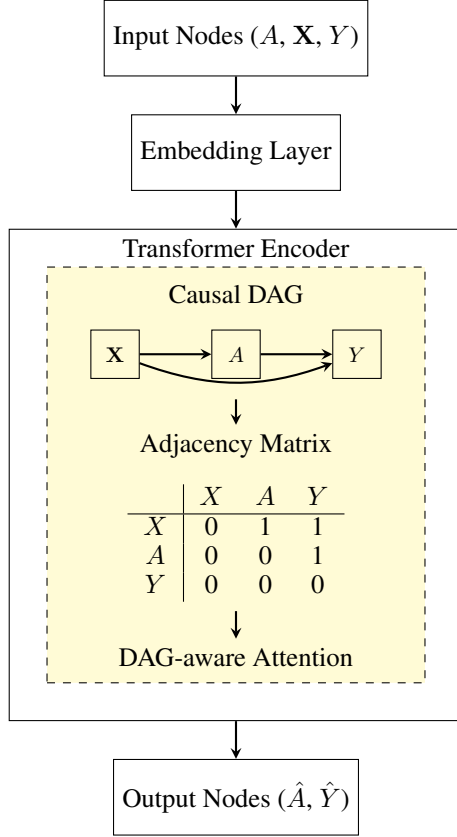 Input Nodes (A, X, Y)
Embedding Layer
Transformer Encoder
Causal DAG
X A Y
Adjacency Matrix
X A Y
X 0 1 1
A 0 0 1
Y 0 0 0
DAG-aware Attention
Output Nodes (Â, Ŷ)